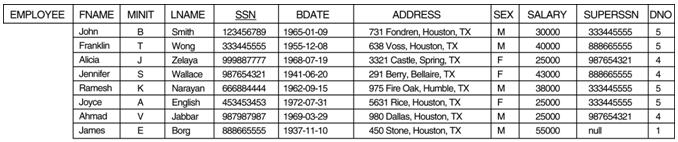 EMPLOYEE FNAME MINIT LNAME SSN BDATE ADDRESS SEX SALARY SUPERSSN DNO
John B Smith 123456789 1965-01-09 731 Fondren, Houston, TX M 30000 333445555 5
Franklin T Wong 333445555 1955-12-08 638 Voss, Houston, TX M 40000 888665555 5
Alicia J Zelaya 999887777 1968-07-19 3321 Castle, Spring, TX F 25000 987654321 4
Jennifer S Wallace 987654321 1941-06-20 291 Berry, Bellaire, TX F 43000 888665555 4
Ramesh K Narayan 666884444 1962-09-15 975 Fire Oak, Humble, TX M 38000 333445555 5
Joyce A English 453453453 1972-07-31 5631 Rice, Houston, TX F 25000 333445555 5
Ahmad V Jabbar 987987987 1969-03-29 980 Dallas, Houston, TX M 25000 987654321 4
James E Borg 888665555 1937-11-10 450 Stone, Houston, TX M 55000 null 1